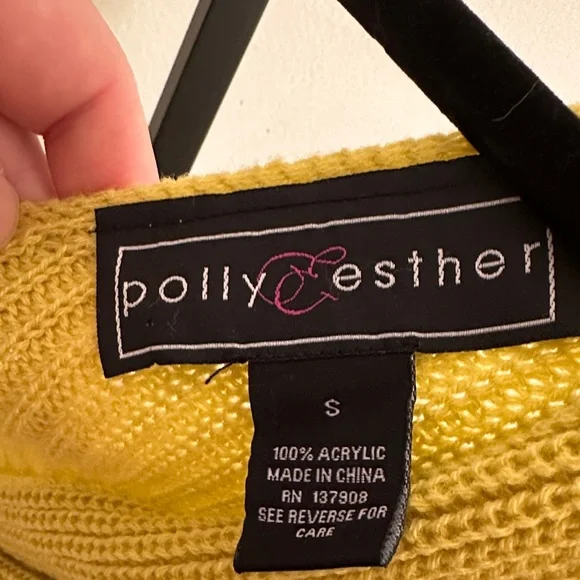 polly & esther
S
100% ACRYLIC
MADE IN CHINA
RN 137908
SEE REVERSE FOR
CARE